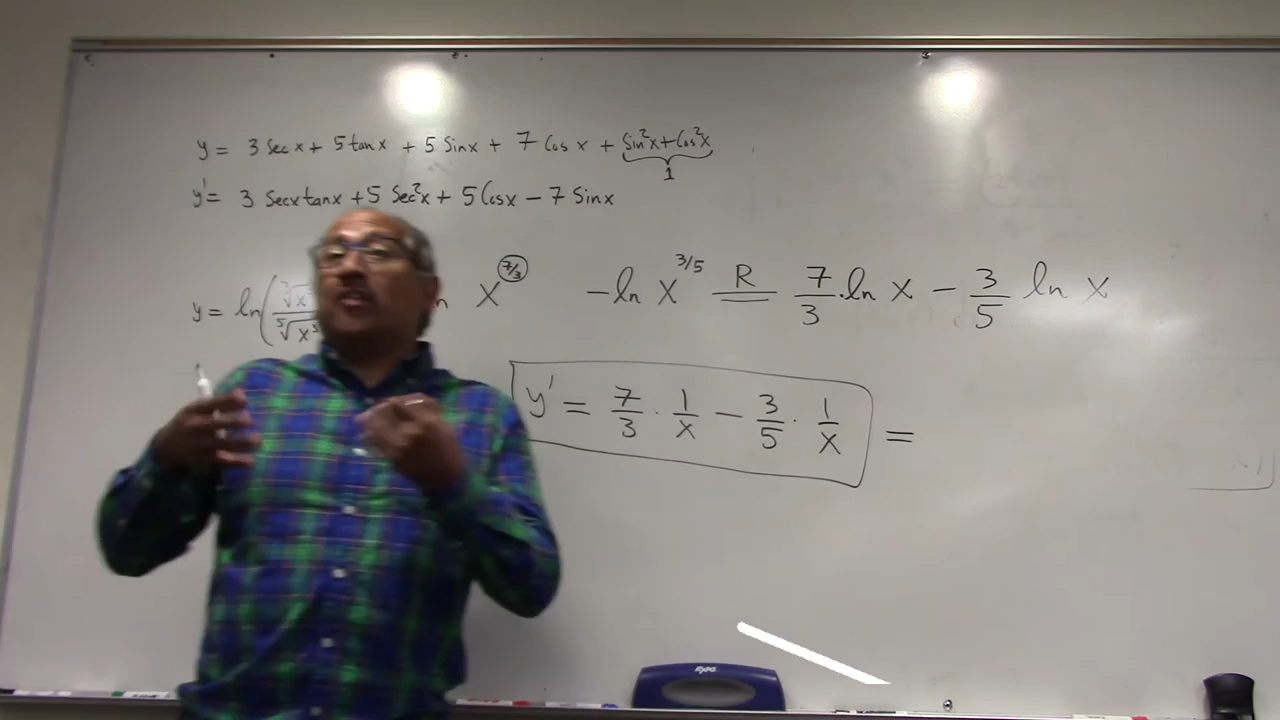 y = 3 Sec x + 5 tan x + 5 Sin x + 7 Cos x + Sin²x + Cos²x
1
y' = 3 Sec x tan x + 5 Sec²x + 5 Cos x - 7 Sin x
y = ln x^7/3 - ln x^3/5 R 7/3 · ln x - 3/5 ln x
y' = 7/3 · 1/x - 3/5 · 1/x =
EXPO